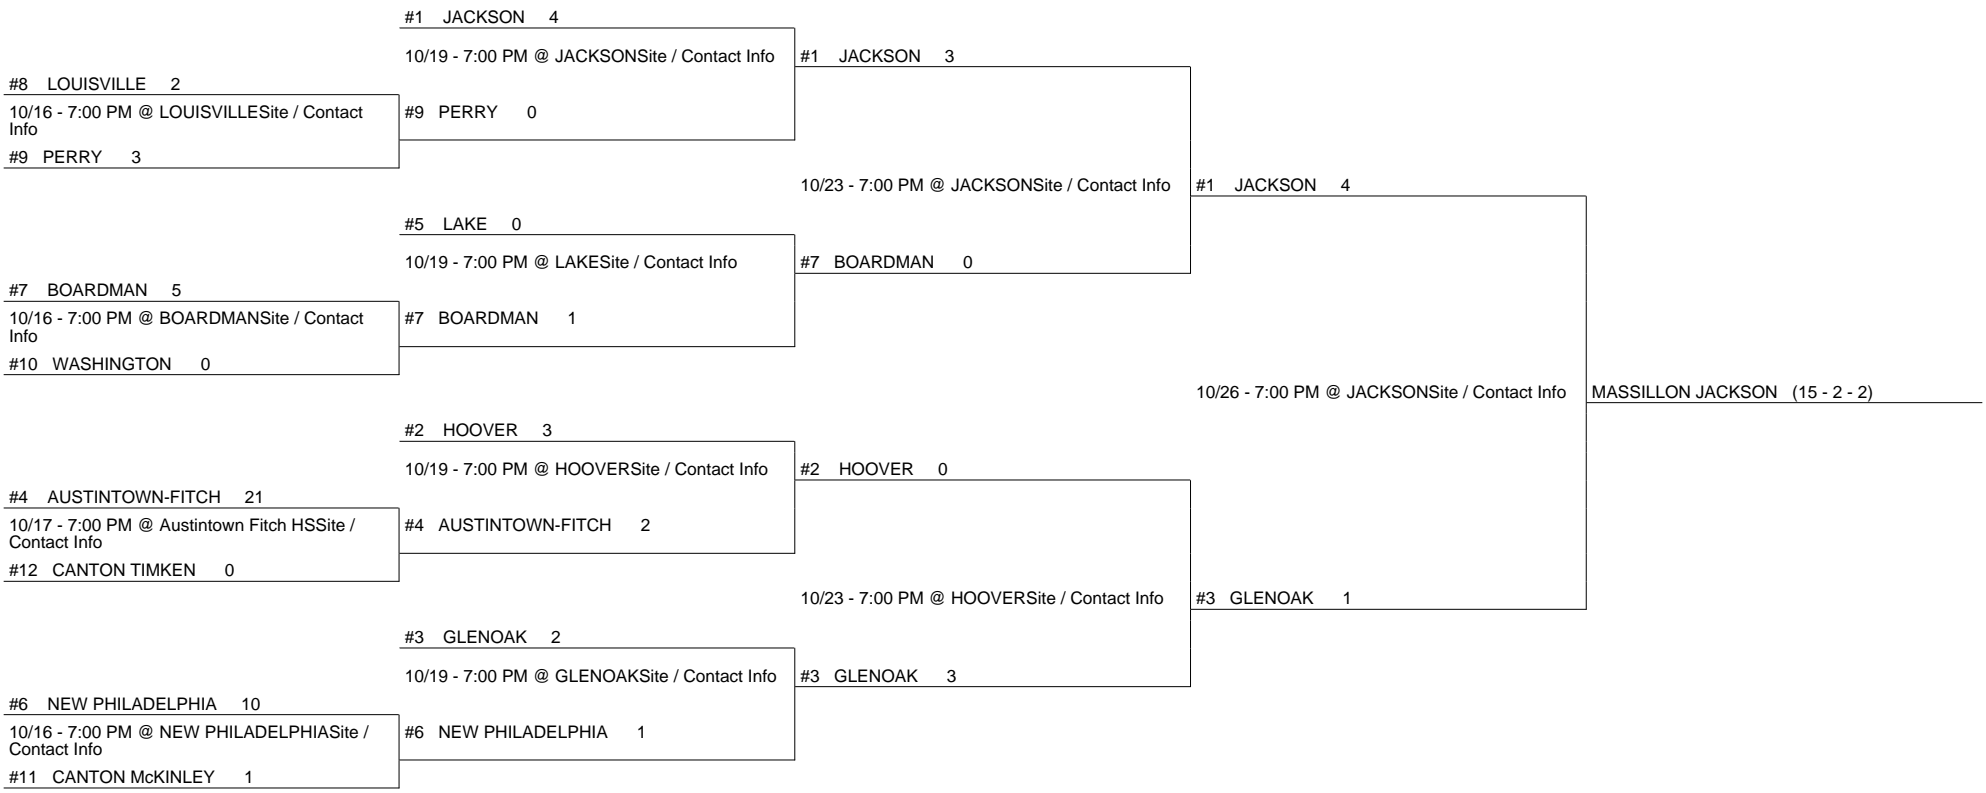 #1 JACKSON 4
10/19 - 7:00 PM @ JACKSONSite / Contact Info
#1 JACKSON 3
#8 LOUISVILLE 2
10/16 - 7:00 PM @ LOUISVILLESite / Contact
Info
#9 PERRY 0
#9 PERRY 3
10/23 - 7:00 PM @ JACKSONSite / Contact Info
#1 JACKSON 4
#5 LAKE 0
10/19 - 7:00 PM @ LAKESite / Contact Info
#7 BOARDMAN 0
#7 BOARDMAN 5
10/16 - 7:00 PM @ BOARDMANSite / Contact
Info
#7 BOARDMAN 1
#10 WASHINGTON 0
10/26 - 7:00 PM @ JACKSONSite / Contact Info
MASSILLON JACKSON (15 - 2 - 2)
#2 HOOVER 3
10/19 - 7:00 PM @ HOOVERSite / Contact Info
#2 HOOVER 0
#4 AUSTINTOWN-FITCH 21
10/17 - 7:00 PM @ Austintown Fitch HSSite /
Contact Info
#4 AUSTINTOWN-FITCH 2
#12 CANTON TIMKEN 0
10/23 - 7:00 PM @ HOOVERSite / Contact Info
#3 GLENOAK 1
#3 GLENOAK 2
10/19 - 7:00 PM @ GLENOAKSite / Contact Info
#3 GLENOAK 3
#6 NEW PHILADELPHIA 10
10/16 - 7:00 PM @ NEW PHILADELPHIASite /
Contact Info
#6 NEW PHILADELPHIA 1
#11 CANTON McKINLEY 1